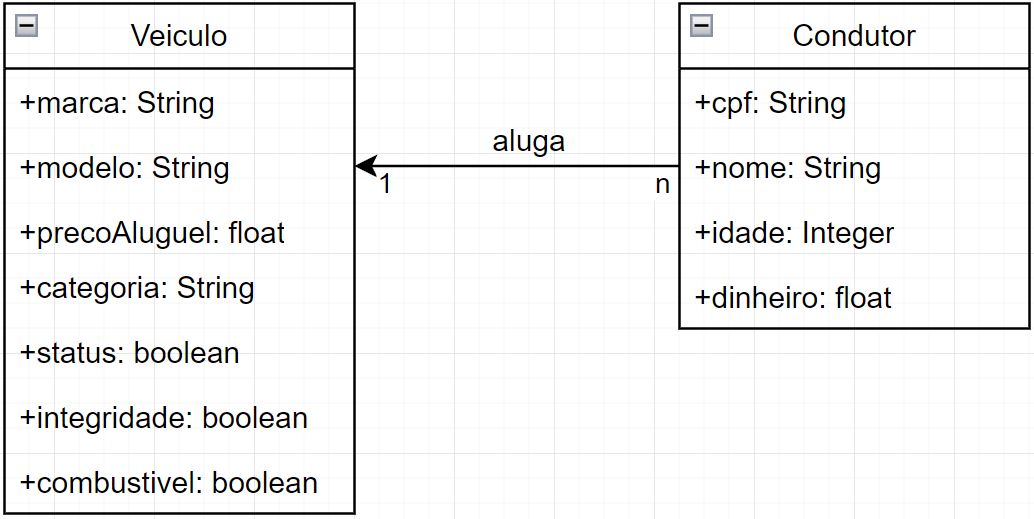 Veiculo
+marca: String
+modelo: String
+precoAluguel: float
+categoria: String
+status: boolean
+integridade: boolean
+combustivel: boolean
aluga
1
n
Condutor
+cpf: String
+nome: String
+idade: Integer
+dinheiro: float